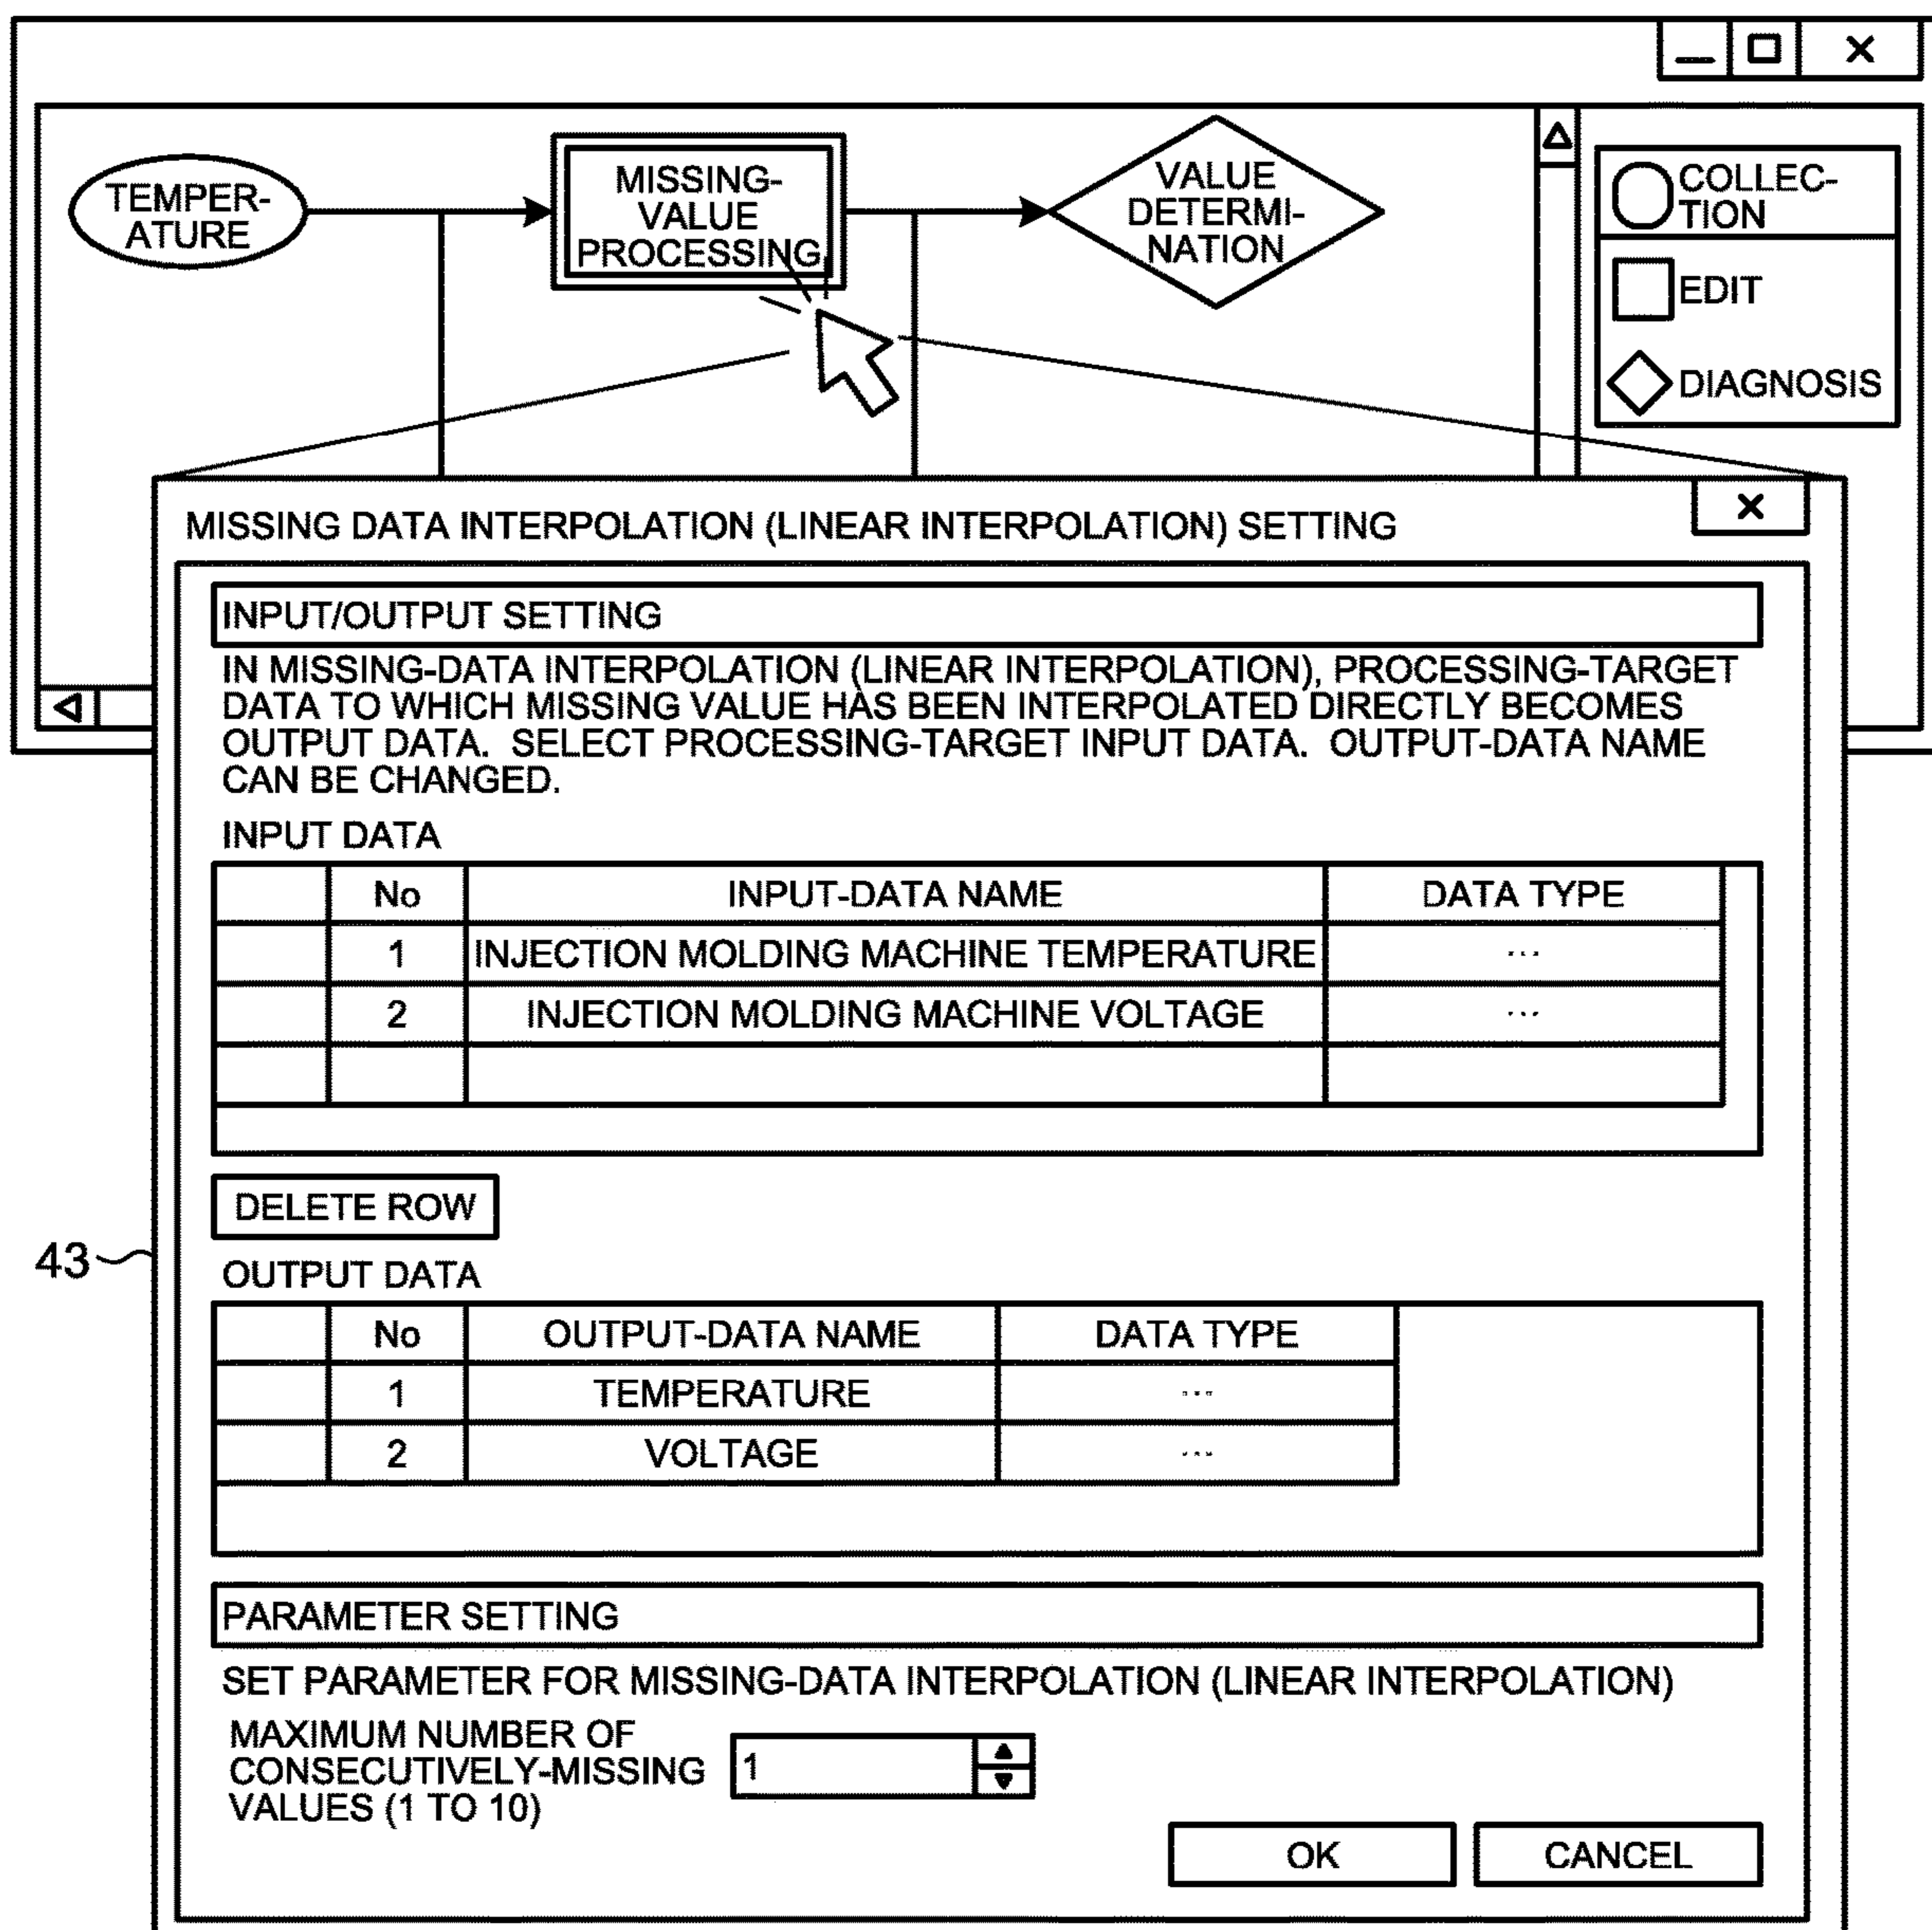 TEMPER-
ATURE
MISSING-
VALUE
PROCESSING
VALUE
DETERMI-
NATION
COLLEC-
TION
EDIT
DIAGNOSIS
MISSING DATA INTERPOLATION (LINEAR INTERPOLATION) SETTING
INPUT/OUTPUT SETTING
IN MISSING-DATA INTERPOLATION (LINEAR INTERPOLATION), PROCESSING-TARGET
DATA TO WHICH MISSING VALUE HAS BEEN INTERPOLATED DIRECTLY BECOMES
OUTPUT DATA. SELECT PROCESSING-TARGET INPUT DATA. OUTPUT-DATA NAME
CAN BE CHANGED.
INPUT DATA
No INPUT-DATA NAME DATA TYPE
1 INJECTION MOLDING MACHINE TEMPERATURE ...
2 INJECTION MOLDING MACHINE VOLTAGE ...
DELETE ROW
43
OUTPUT DATA
No OUTPUT-DATA NAME DATA TYPE
1 TEMPERATURE ...
2 VOLTAGE ...
PARAMETER SETTING
SET PARAMETER FOR MISSING-DATA INTERPOLATION (LINEAR INTERPOLATION)
MAXIMUM NUMBER OF
CONSECUTIVELY-MISSING
VALUES (1 TO 10)
1
OK CANCEL